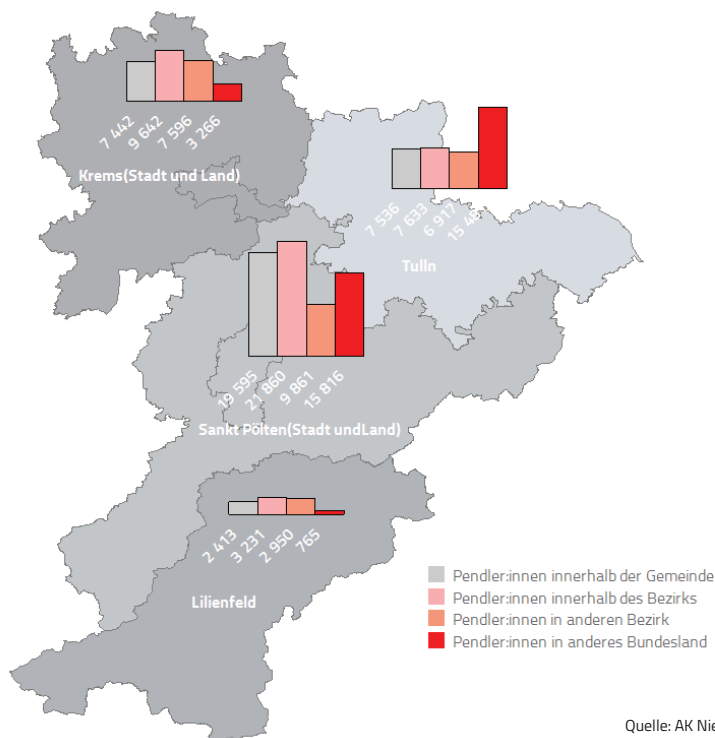 7 442
9 642
7 596
3 266
Krems(Stadt und Land)
7 536
7 633
6 917
15 48
Tulln
19 595
21 860
9 861
15 816
Sankt Pölten(Stadt undLand)
2 413
3 231
2 950
765
Lilienfeld
Pendler:innen innerhalb der Gemeinde
Pendler:innen innerhalb des Bezirks
Pendler:innen in anderen Bezirk
Pendler:innen in anderes Bundesland
Quelle: AK Nie